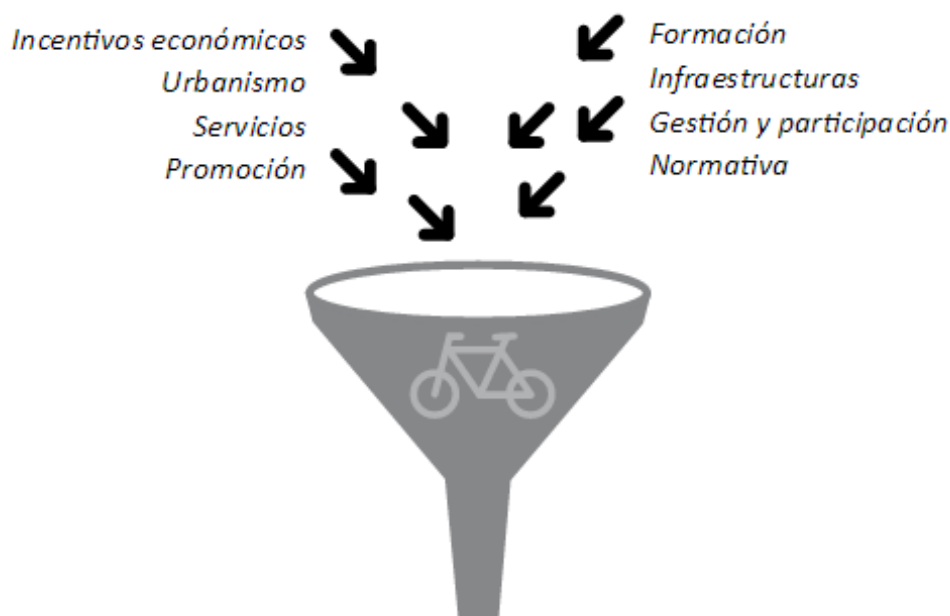 Incentivos económicos
Urbanismo
Servicios
Promoción
Formación
Infraestructuras
Gestión y participación
Normativa